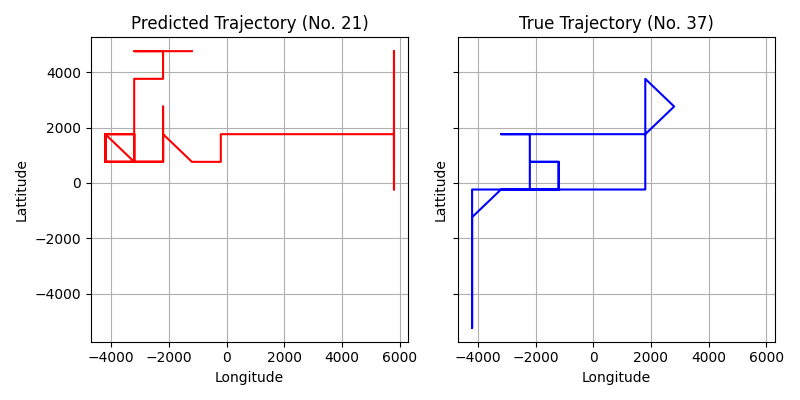 Predicted Trajectory (No. 21)
True Trajectory (No. 37)
Lattitude
4000
2000
0
−2000
−4000
−4000 −2000 0 2000 4000 6000
Longitude
Lattitude
−4000 −2000 0 2000 4000 6000
Longitude